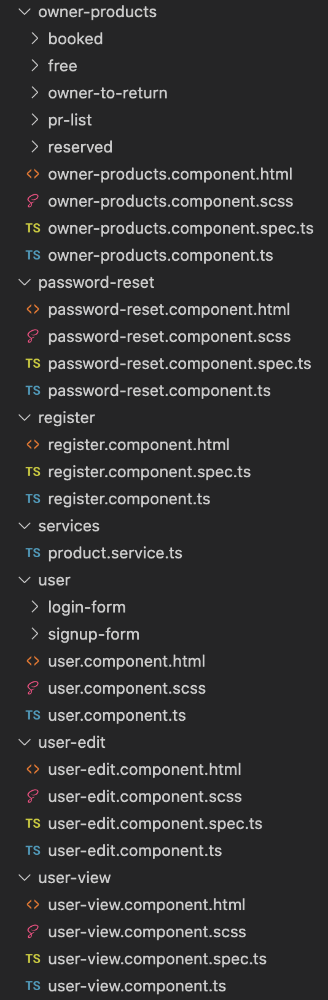 owner-products
booked
free
owner-to-return
pr-list
reserved
<> owner-products.component.html
owner-products.component.scss
TS owner-products.component.spec.ts
TS owner-products.component.ts
password-reset
<> password-reset.component.html
password-reset.component.scss
TS password-reset.component.spec.ts
TS password-reset.component.ts
register
<> register.component.html
TS register.component.spec.ts
TS register.component.ts
services
TS product.service.ts
user
login-form
signup-form
<> user.component.html
user.component.scss
TS user.component.ts
user-edit
<> user-edit.component.html
user-edit.component.scss
TS user-edit.component.spec.ts
TS user-edit.component.ts
user-view
<> user-view.component.html
user-view.component.scss
TS user-view.component.spec.ts
TS user-view.component.ts